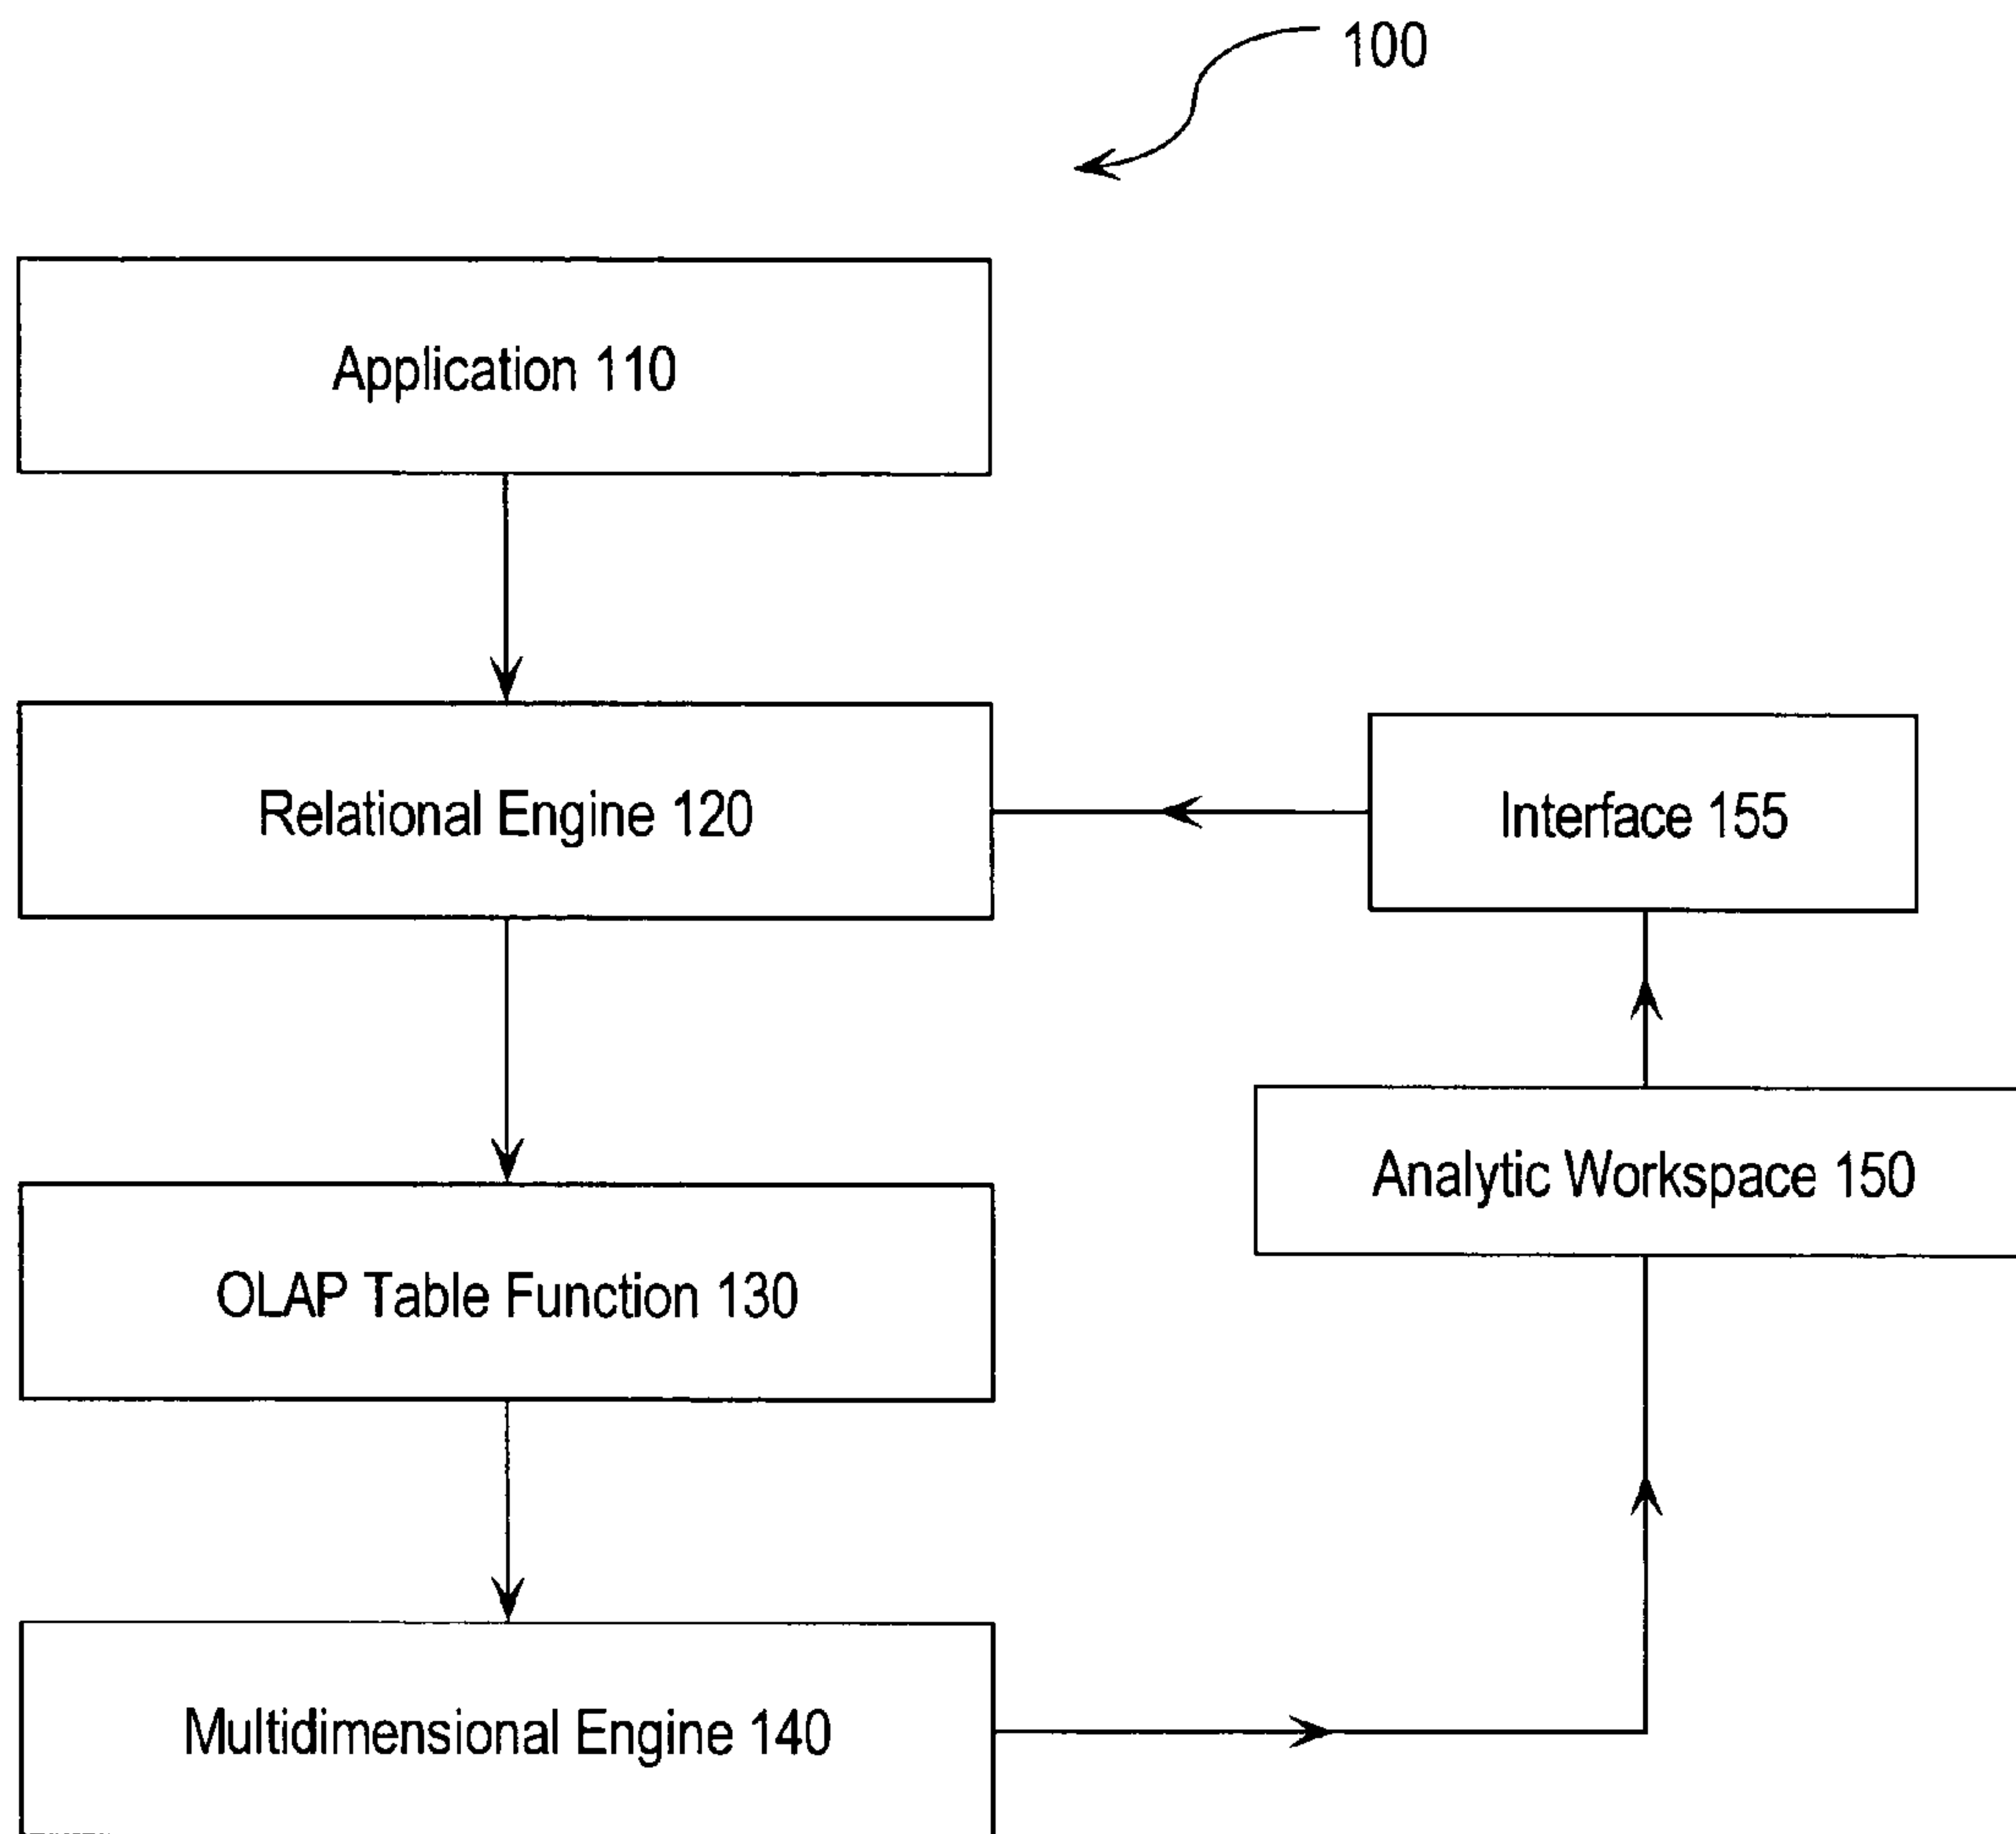 100
Application 110
Relational Engine 120
Interface 155
Analytic Workspace 150
OLAP Table Function 130
Multidimensional Engine 140